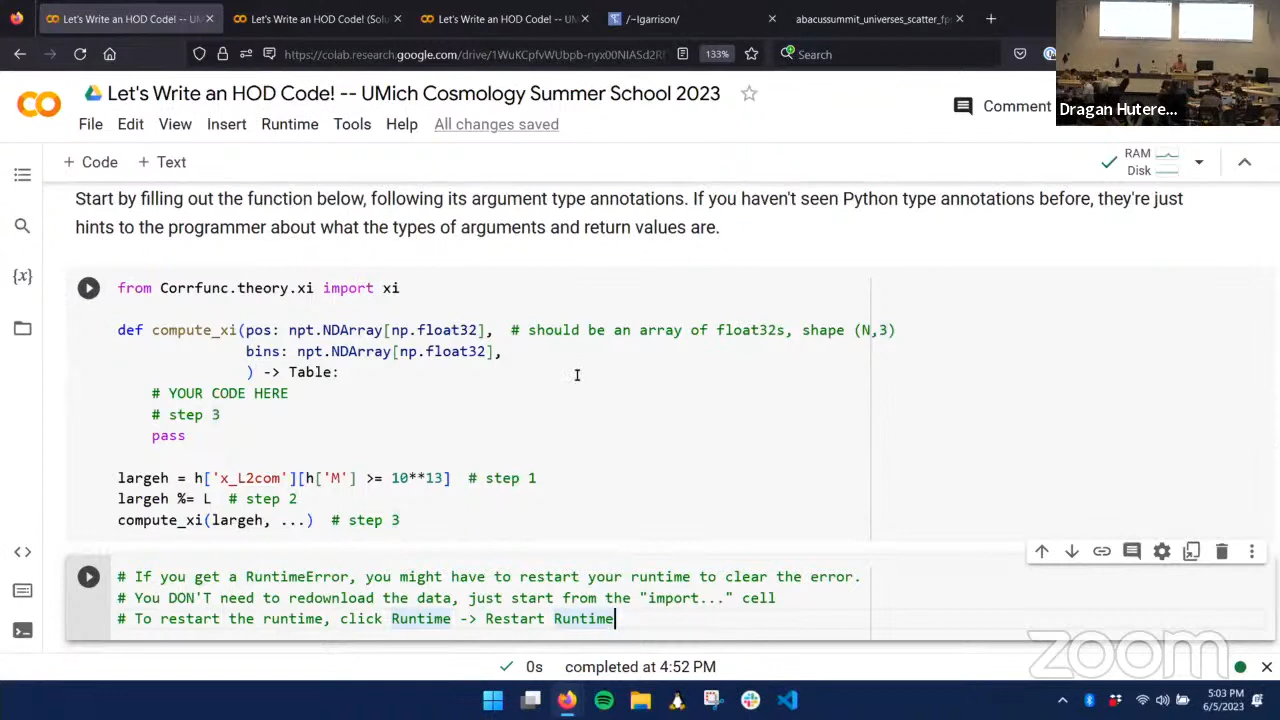 Let's Write an HOD Code! -- UM
Let's Write an HOD Code! (Solu
Let's Write an HOD Code! -- UM
/~lgarrison/
abacussummit_universes_scatter_fp
https://colab.research.google.com/
133%
Search
Let's Write an HOD Code! -- UMich Cosmology Summer School 2023
Comment
Dragan Hutere...
File Edit View Insert Runtime Tools Help All changes saved
+ Code + Text
RAM
Disk
Start by filling out the function below, following its argument type annotations. If you haven't seen Python type annotations before, they're just
hints to the programmer about what the types of arguments and return values are.
from Corrfunc.theory.xi import xi
def compute_xi(pos: npt.NDArray[np.float32], # should be an array of float32s, shape (N,3)
bins: npt.NDArray[np.float32],
) -> Table:
# YOUR CODE HERE
# step 3
pass
largeh = h['x_L2com'][h['M'] >= 10**13] # step 1
largeh %= L # step 2
compute_xi(largeh, ...) # step 3
# If you get a RuntimeError, you might have to restart your runtime to clear the error.
# You DON'T need to redownload the data, just start from the "import..." cell
# To restart the runtime, click Runtime -> Restart Runtime
zoom
0s completed at 4:52 PM
5:03 PM
6/5/2023